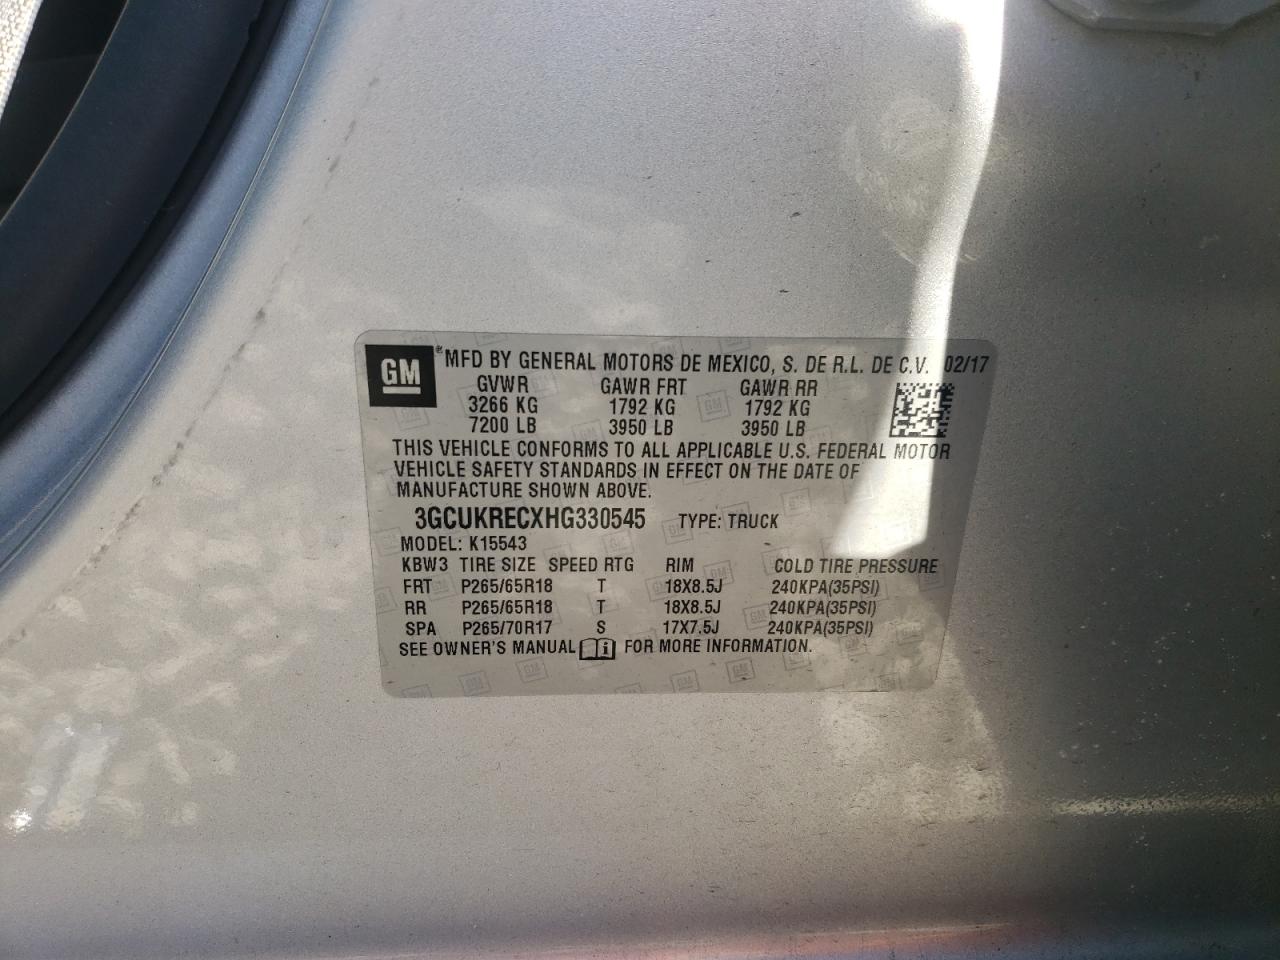 GM ® MFD BY GENERAL MOTORS DE MEXICO, S. DE R.L. DE C.V. 02/17
GVWR GAWR FRT GAWR RR
3266 KG 1792 KG 1792 KG
7200 LB 3950 LB 3950 LB
THIS VEHICLE CONFORMS TO ALL APPLICABLE U.S. FEDERAL MOTOR
VEHICLE SAFETY STANDARDS IN EFFECT ON THE DATE OF
MANUFACTURE SHOWN ABOVE.
3GCUKRECXHG330545 TYPE: TRUCK
MODEL: K15543
KBW3 TIRE SIZE SPEED RTG RIM COLD TIRE PRESSURE
FRT P265/65R18 T 18X8.5J 240KPA(35PSI)
RR P265/65R18 T 18X8.5J 240KPA(35PSI)
SPA P265/70R17 S 17X7.5J 240KPA(35PSI)
SEE OWNER'S MANUAL FOR MORE INFORMATION.